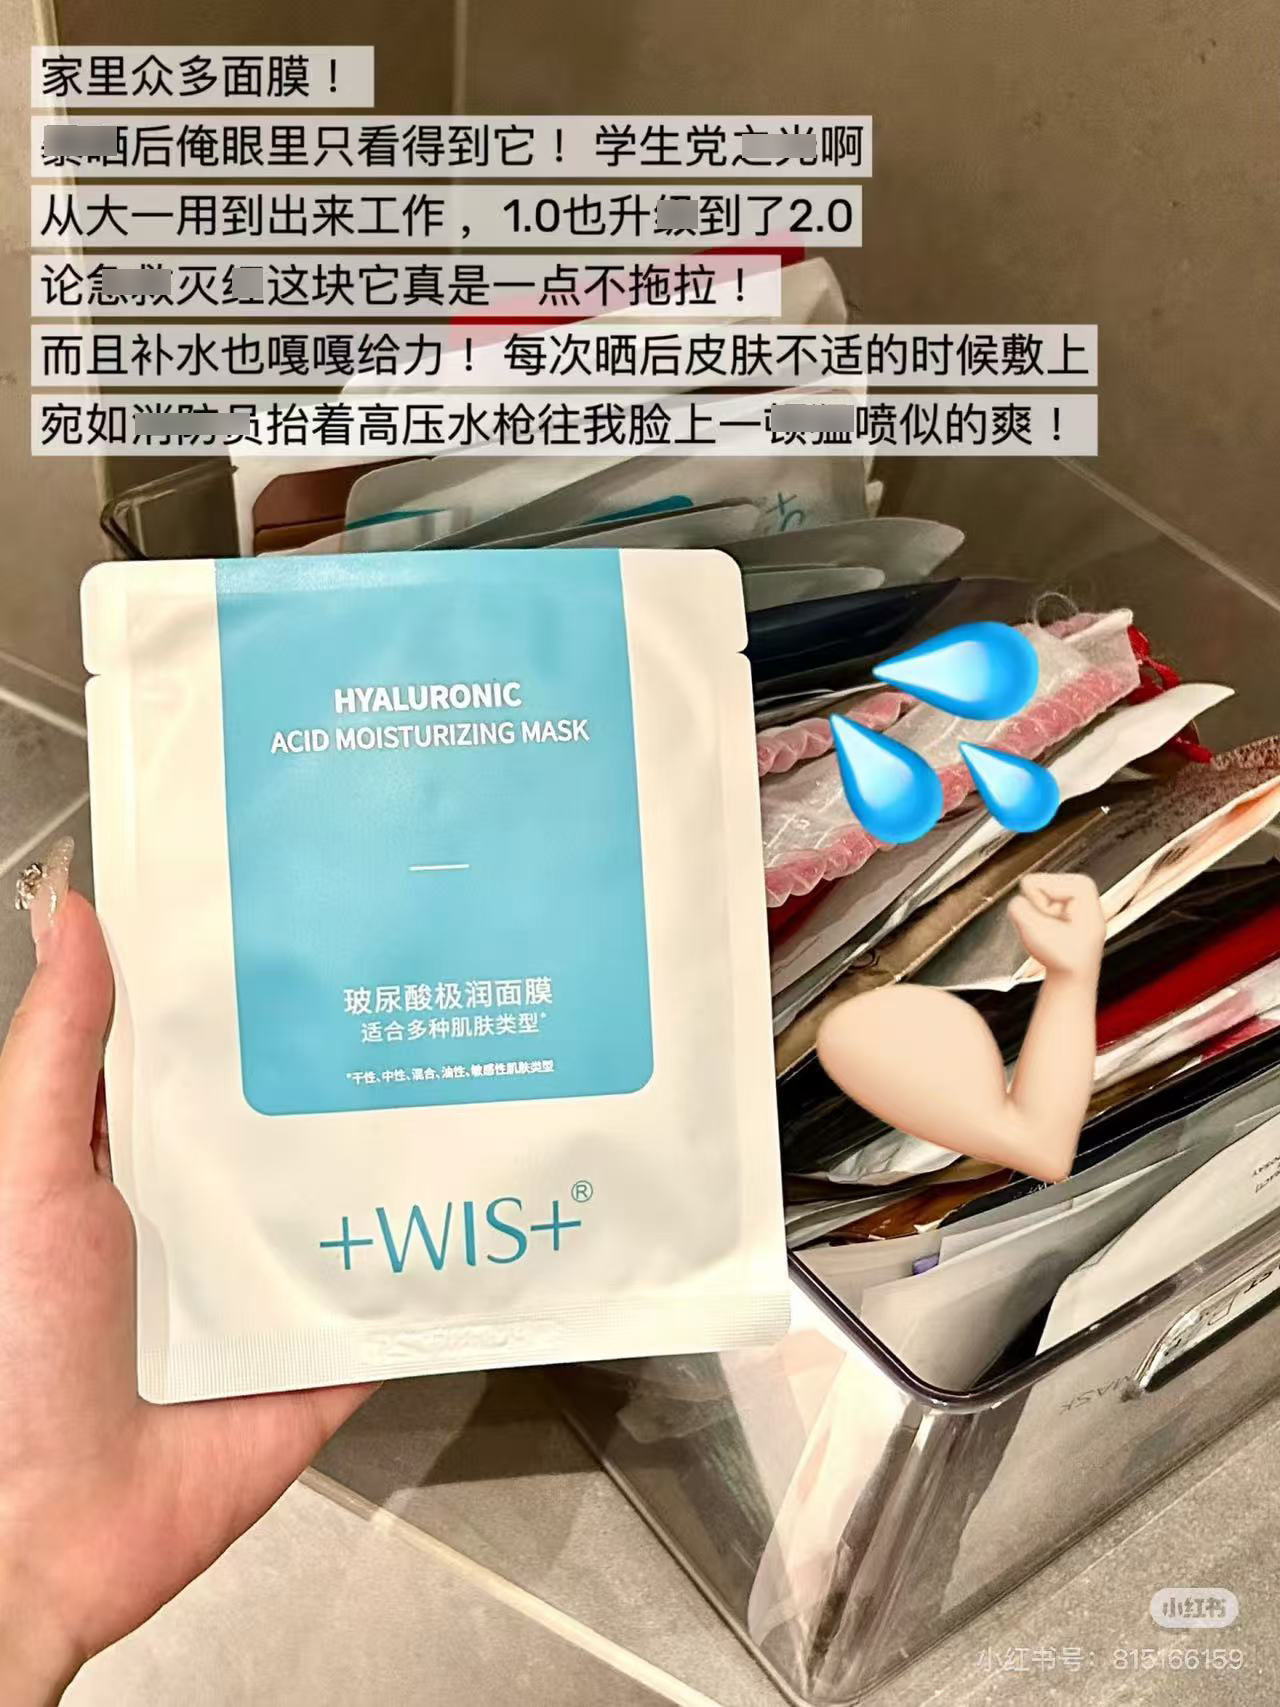 家里众多面膜！
后俺眼里只看得到它！ 学生党啊
从大一用到出来工作，1.0也升到了2.0
论灭这块它真是一点不拖拉！
而且补水也嘎嘎给力！ 每次晒后皮肤不适的时候敷上
宛如抬着高压水枪往我脸上一喷似的爽！
HYALURONIC
ACID MOISTURIZING MASK
玻尿酸极润面膜
适合多种肌肤类型*
*干性、中性、混合、油性、敏感性肌肤类型
+WIS+®
MASK
小红书
小红书号：815166159